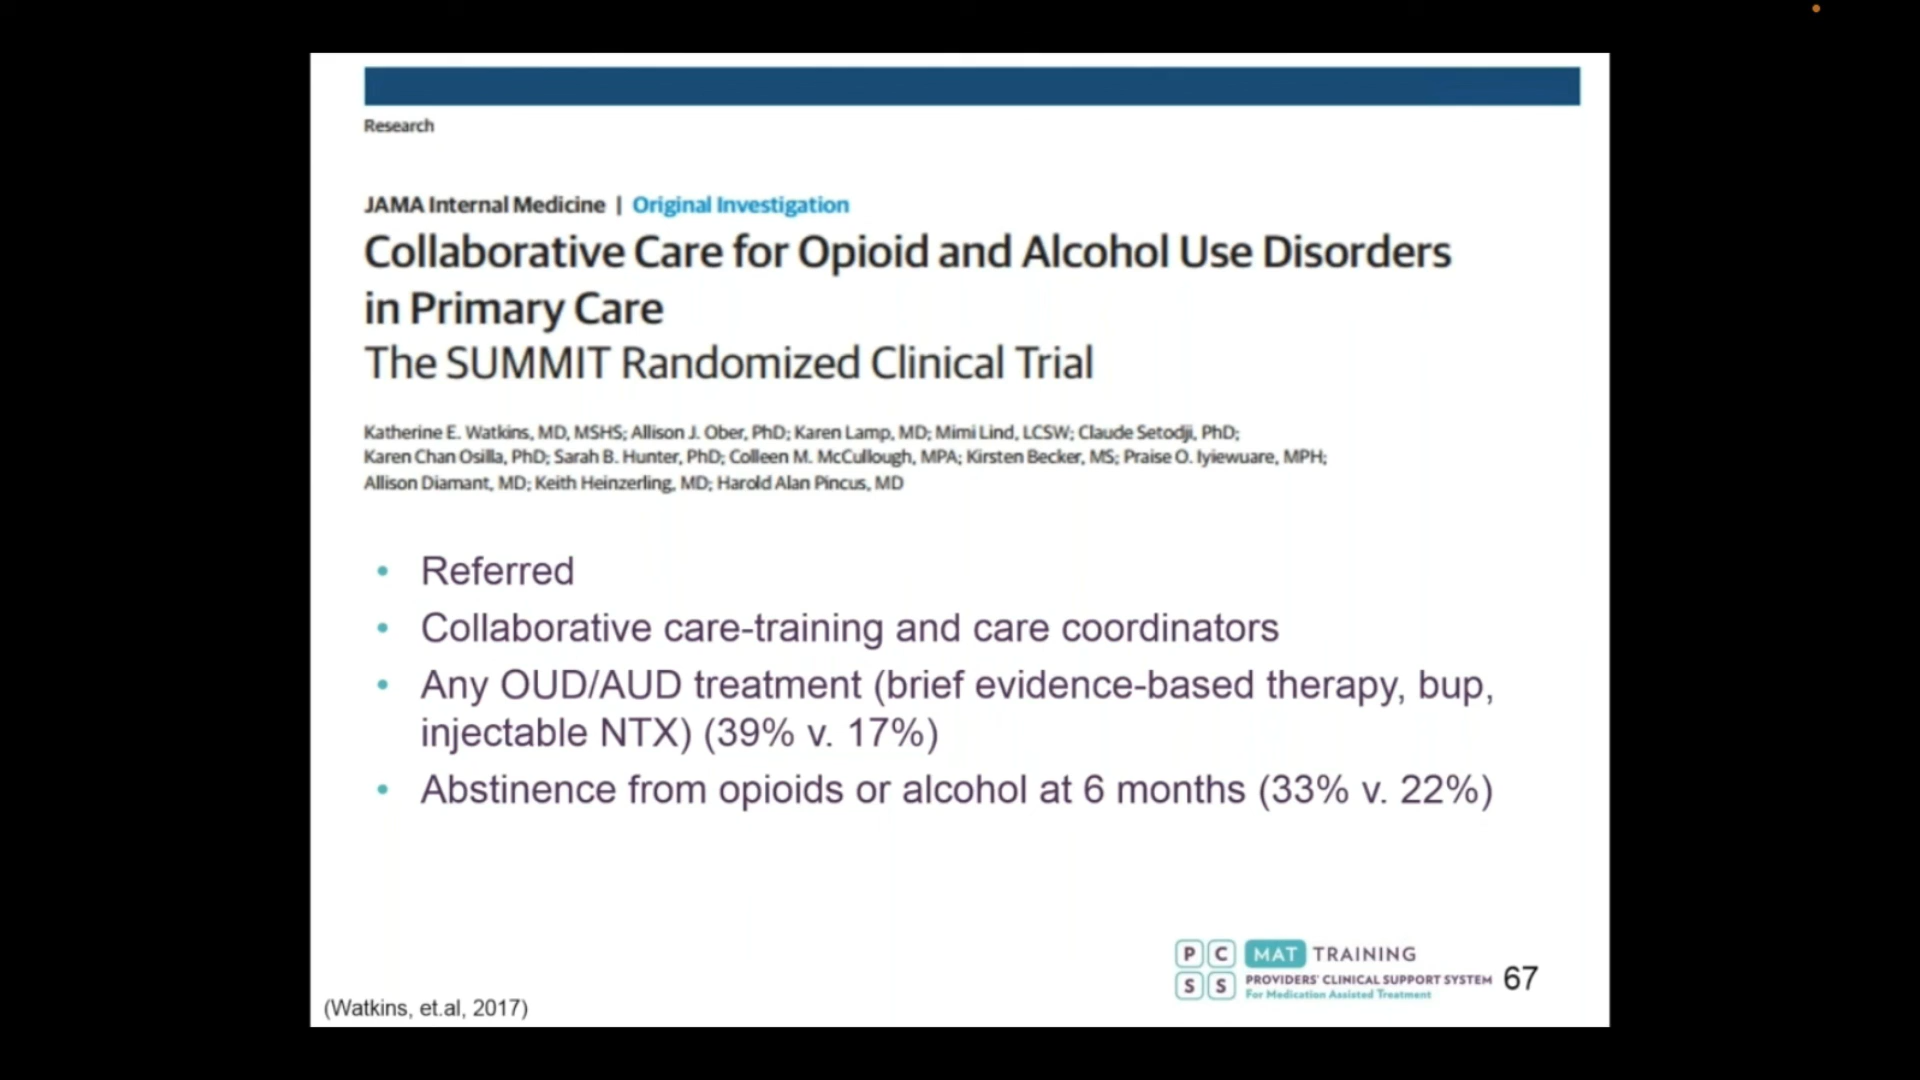 Research
JAMA Internal Medicine | Original Investigation
Collaborative Care for Opioid and Alcohol Use Disorders
in Primary Care
The SUMMIT Randomized Clinical Trial
Katherine E. Watkins, MD, MSHS; Allison J. Ober, PhD; Karen Lamp, MD; Mimi Lind, LCSW; Claude Setodji, PhD;
Karen Chan Osilla, PhD; Sarah B. Hunter, PhD; Colleen M. McCullough, MPA; Kirsten Becker, MS; Praise O. Iyiewuare, MPH;
Allison Diamant, MD; Keith Heinzerling, MD; Harold Alan Pincus, MD
• Referred
• Collaborative care-training and care coordinators
• Any OUD/AUD treatment (brief evidence-based therapy, bup,
injectable NTX) (39% v. 17%)
• Abstinence from opioids or alcohol at 6 months (33% v. 22%)
P C MAT TRAINING
S S PROVIDERS' CLINICAL SUPPORT SYSTEM
For Medication Assisted Treatment
67
(Watkins, et.al, 2017)